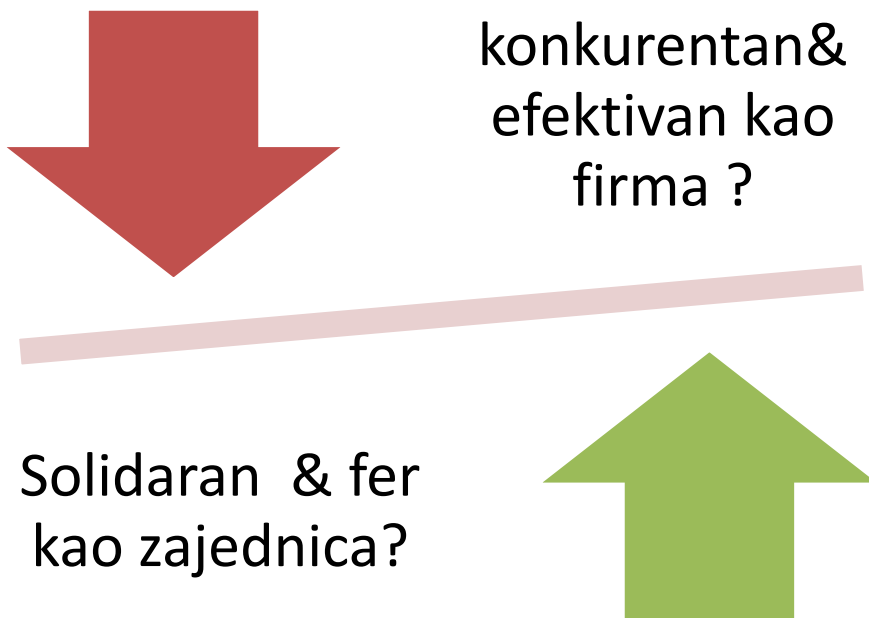 konkurentan&
efektivan kao
firma ?
Solidaran & fer
kao zajednica?